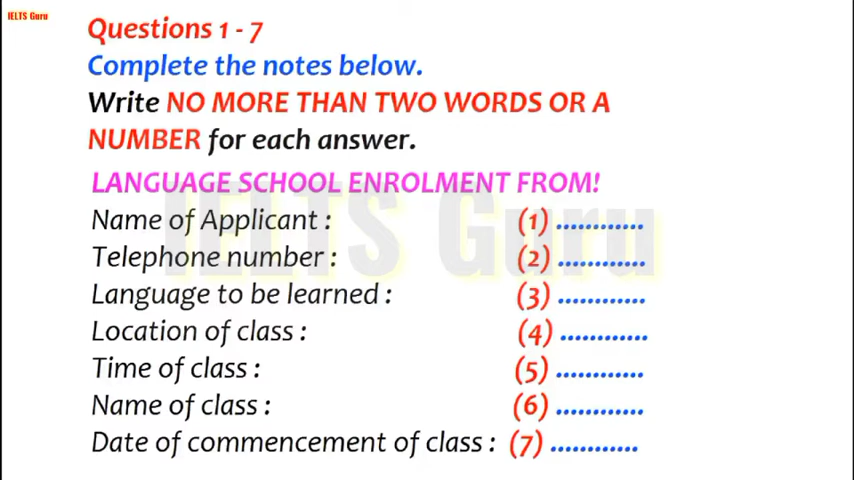 IELTS Guru
Questions 1 - 7
Complete the notes below.
Write NO MORE THAN TWO WORDS OR A
NUMBER for each answer.
LANGUAGE SCHOOL ENROLMENT FROM!
Name of Applicant : (1) ............
Telephone number : (2) ............
Language to be learned : (3) ............
Location of class : (4) ............
Time of class : (5) ............
Name of class : (6) ............
Date of commencement of class : (7) ............
IELTS Guru